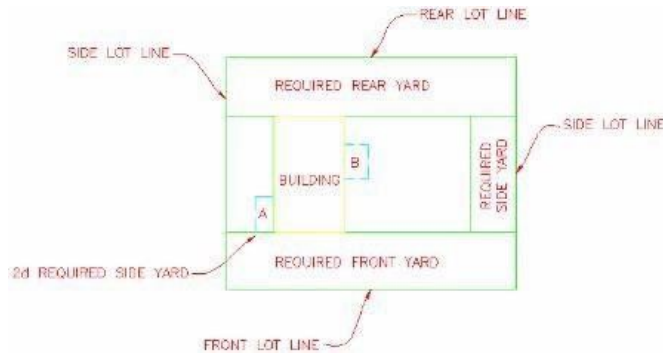 REAR LOT LINE
SIDE LOT LINE
REQUIRED REAR YARD
SIDE LOT LINE
B
REQUIRED
SIDE YARD
BUILDING
A
2d REQUIRED SIDE YARD
REQUIRED FRONT YARD
FRONT LOT LINE